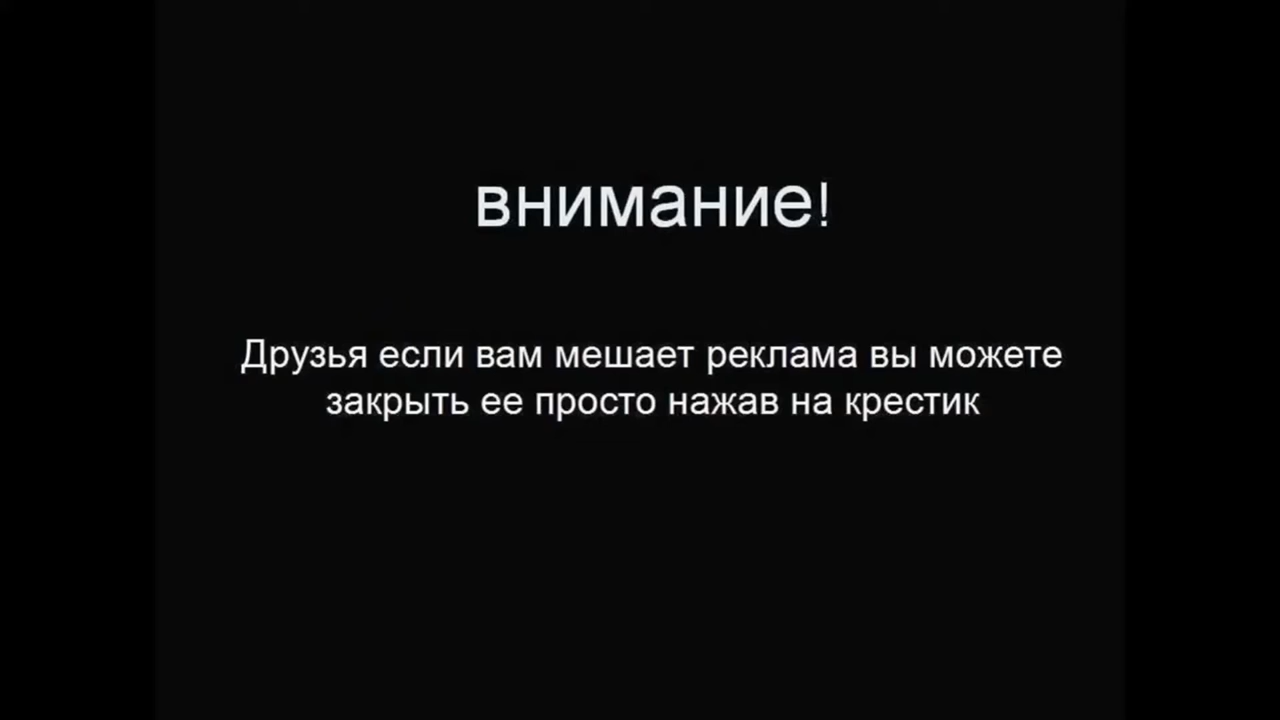 внимание!
Друзья если вам мешает реклама вы можете
закрыть ее просто нажав на крестик